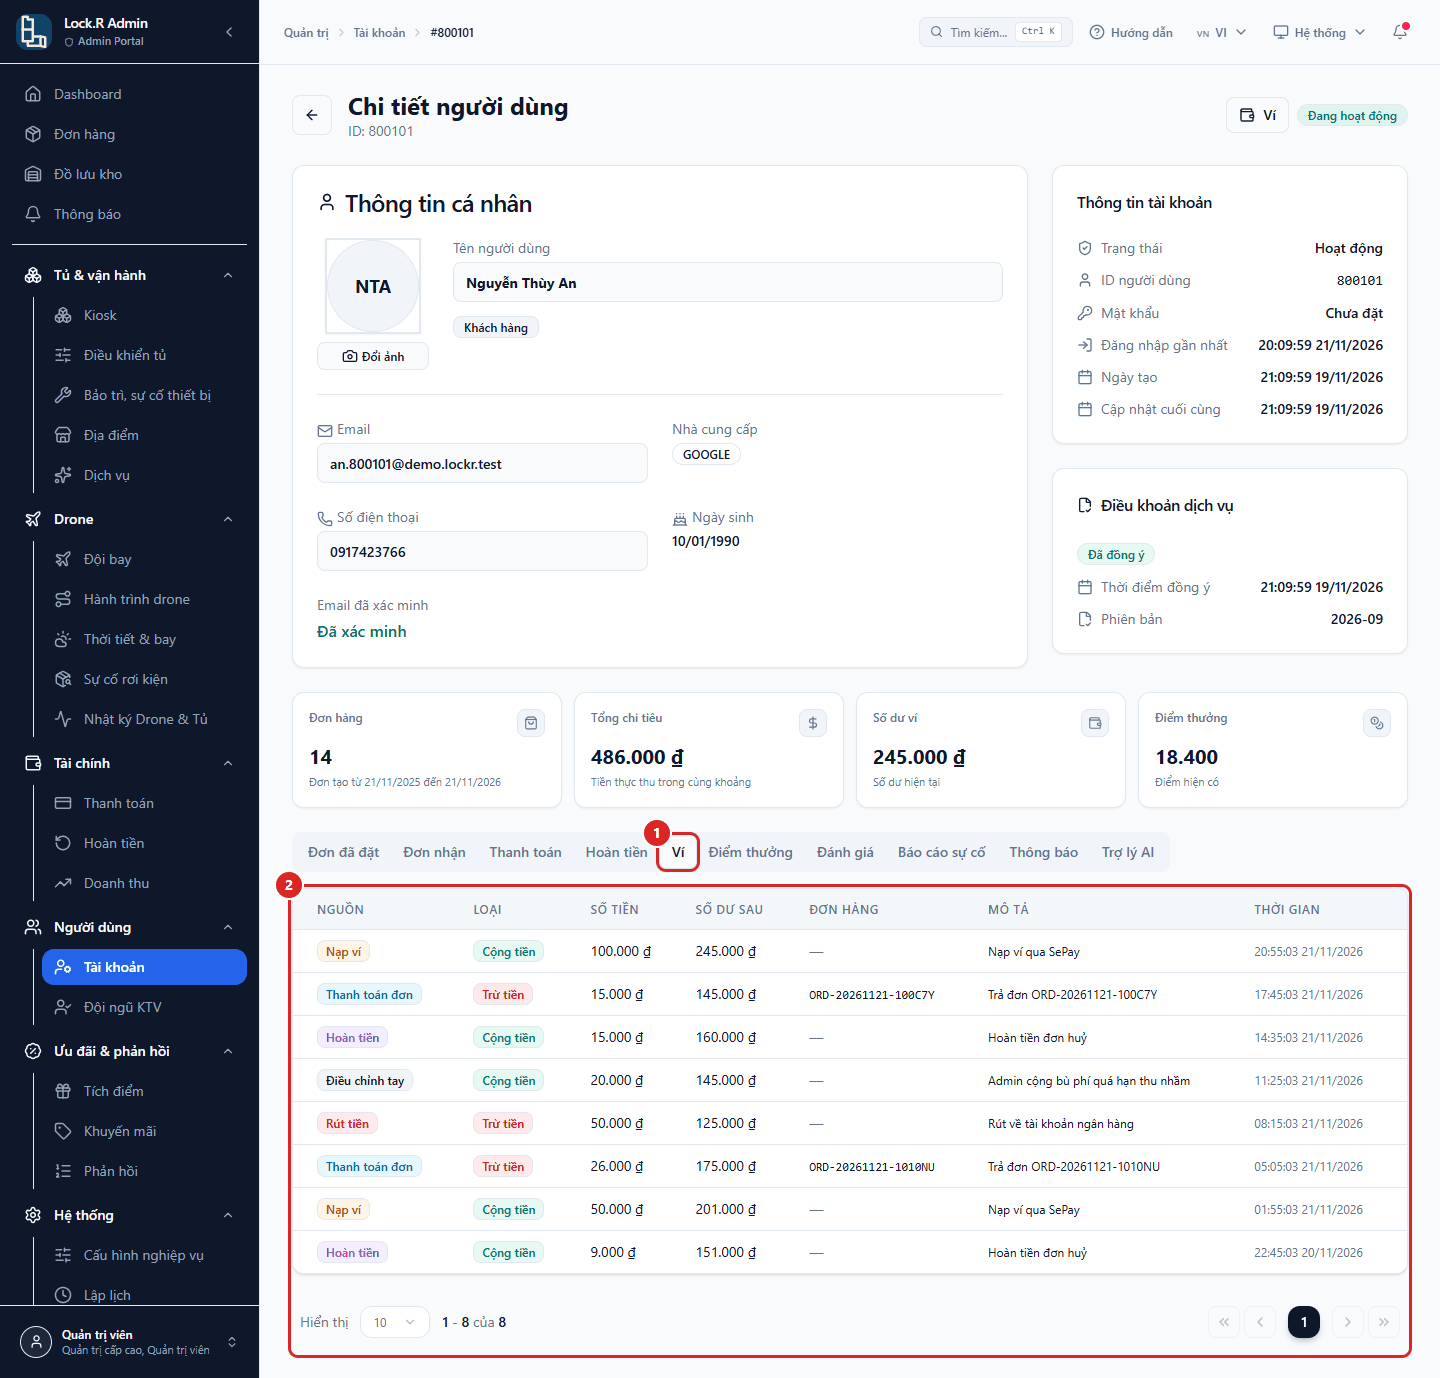 Lock.R Admin
Admin Portal
Dashboard
Đơn hàng
Đồ lưu kho
Thông báo
Tủ & vận hành
Kiosk
Điều khiển tủ
Bảo trì, sự cố thiết bị
Địa điểm
Dịch vụ
Drone
Đội bay
Hành trình drone
Thời tiết & bay
Sự cố rơi kiện
Nhật ký Drone & Tủ
Tài chính
Thanh toán
Hoàn tiền
Doanh thu
Người dùng
Tài khoản
Đội ngũ KTV
Ưu đãi & phản hồi
Tích điểm
Khuyến mãi
Phản hồi
Hệ thống
Cấu hình nghiệp vụ
Lập lịch
Quản trị viên
Quản trị cấp cao, Quản trị viên
Quản trị > Tài khoản > #800101
Tìm kiếm... Ctrl K
Hướng dẫn
VN VI
Hệ thống
Chi tiết người dùng
ID: 800101
Ví
Đang hoạt động
Thông tin cá nhân
NTA
Đổi ảnh
Tên người dùng
Nguyễn Thùy An
Khách hàng
Email
an.800101@demo.lockr.test
Nhà cung cấp
GOOGLE
Số điện thoại
0917423766
Ngày sinh
10/01/1990
Email đã xác minh
Đã xác minh
Thông tin tài khoản
Trạng thái Hoạt động
ID người dùng 800101
Mật khẩu Chưa đặt
Đăng nhập gần nhất 20:09:59 21/11/2026
Ngày tạo 21:09:59 19/11/2026
Cập nhật cuối cùng 21:09:59 19/11/2026
Điều khoản dịch vụ
Đã đồng ý
Thời điểm đồng ý 21:09:59 19/11/2026
Phiên bản 2026-09
Đơn hàng
14
Đơn tạo từ 21/11/2025 đến 21/11/2026
Tổng chi tiêu
486.000 ₫
Tiền thực thu trong cùng khoảng
Số dư ví
245.000 ₫
Số dư hiện tại
Điểm thưởng
18.400
Điểm hiện có
1
Đơn đã đặt Đơn nhận Thanh toán Hoàn tiền Ví Điểm thưởng Đánh giá Báo cáo sự cố Thông báo Trợ lý AI
2
NGUỒN LOẠI SỐ TIỀN SỐ DƯ SAU ĐƠN HÀNG MÔ TẢ THỜI GIAN
Nạp ví Cộng tiền 100.000 ₫ 245.000 ₫ — Nạp ví qua SePay 20:55:03 21/11/2026
Thanh toán đơn Trừ tiền 15.000 ₫ 145.000 ₫ ORD-20261121-100C7Y Trả đơn ORD-20261121-100C7Y 17:45:03 21/11/2026
Hoàn tiền Cộng tiền 15.000 ₫ 160.000 ₫ — Hoàn tiền đơn huỷ 14:35:03 21/11/2026
Điều chỉnh tay Cộng tiền 20.000 ₫ 145.000 ₫ — Admin cộng bù phí quá hạn thu nhầm 11:25:03 21/11/2026
Rút tiền Trừ tiền 50.000 ₫ 125.000 ₫ — Rút về tài khoản ngân hàng 08:15:03 21/11/2026
Thanh toán đơn Trừ tiền 26.000 ₫ 175.000 ₫ ORD-20261121-1010NU Trả đơn ORD-20261121-1010NU 05:05:03 21/11/2026
Nạp ví Cộng tiền 50.000 ₫ 201.000 ₫ — Nạp ví qua SePay 01:55:03 21/11/2026
Hoàn tiền Cộng tiền 9.000 ₫ 151.000 ₫ — Hoàn tiền đơn huỷ 22:45:03 20/11/2026
Hiển thị 10 1 - 8 của 8
« ‹ 1 › »